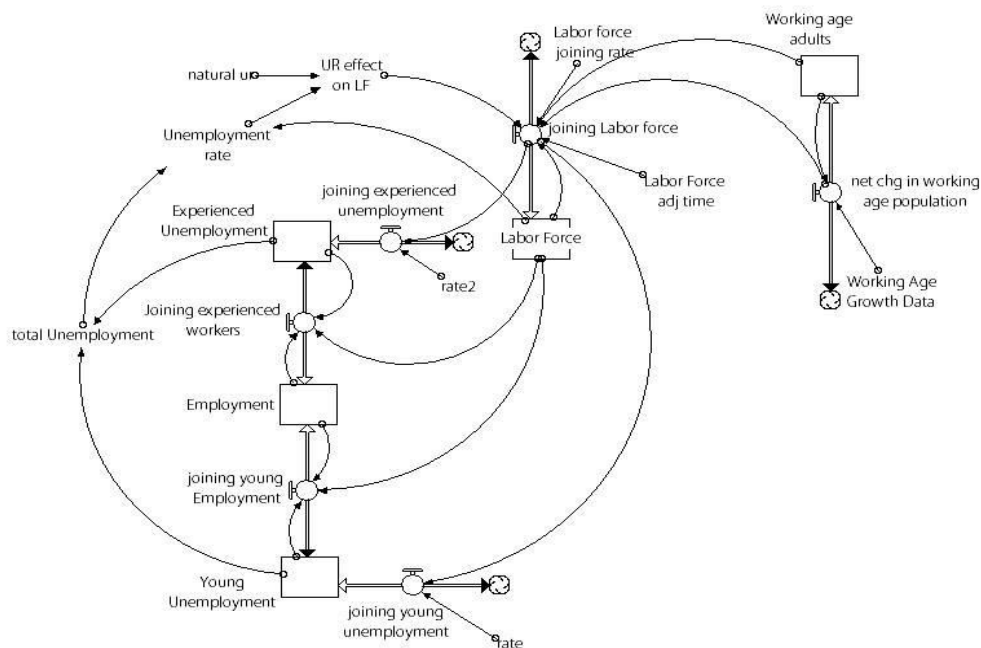 Labor force
joining rate
Working age
adults
natural ur
UR effect
on LF
joining Labor force
Unemployment
rate
joining experienced
unemployment
Labor Force
adj time
net chg in working
age population
Experienced
Unemployment
Labor Force
rate2
Working Age
Growth Data
Joining experienced
workers
total Unemployment
Employment
joining young
Employment
Young
Unemployment
joining young
unemployment
rate